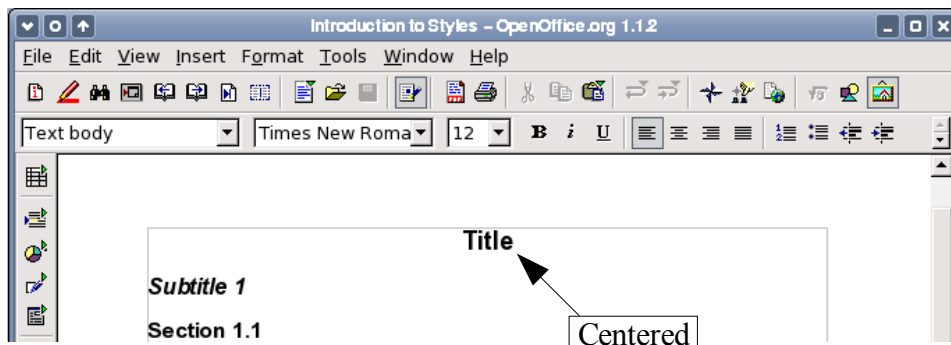 Introduction to Styles – OpenOffice.org 1.1.2
File Edit View Insert Format Tools Window Help
Text body Times New Roma 12 B i U
Title
Subtitle 1
Section 1.1
Centered